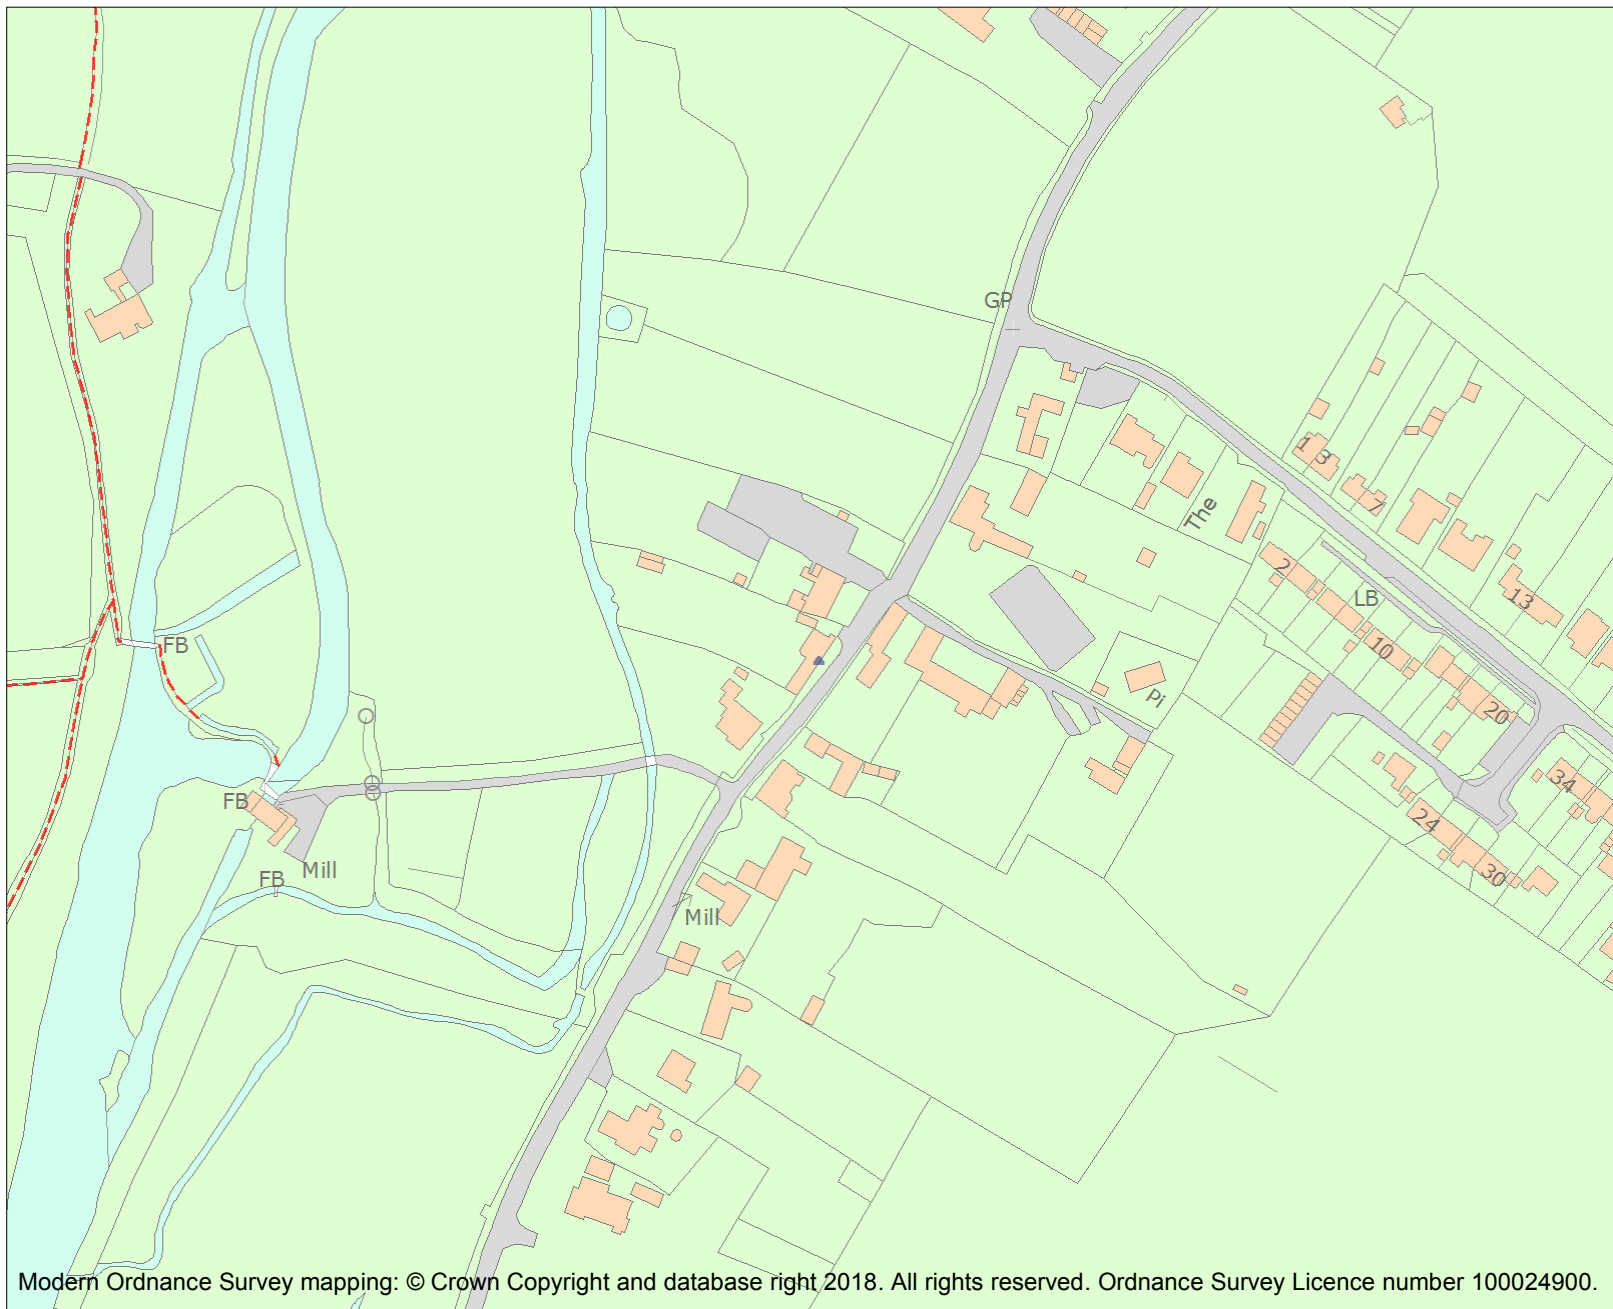 GP
1
3
7
The
2
LB
13
10
FB
Pi
20
34
FB
24
Mill
FB
30
Mill
Modern Ordnance Survey mapping: © Crown Copyright and database right 2018. All rights reserved. Ordnance Survey Licence number 100024900.